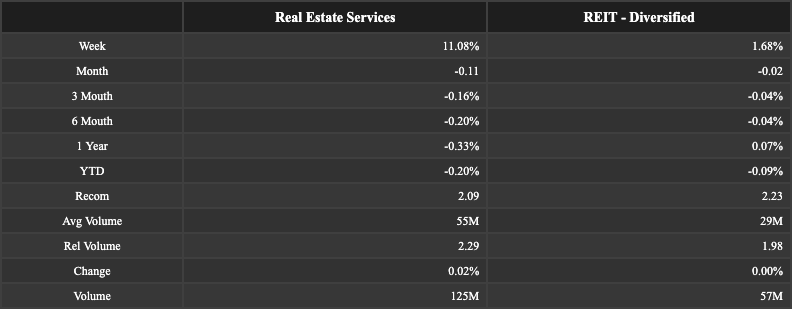 Real Estate Services REIT - Diversified
Week 11.08% 1.68%
Month -0.11 -0.02
3 Mouth -0.16% -0.04%
6 Mouth -0.20% -0.04%
1 Year -0.33% 0.07%
YTD -0.20% -0.09%
Recom 2.09 2.23
Avg Volume 55M 29M
Rel Volume 2.29 1.98
Change 0.02% 0.00%
Volume 125M 57M